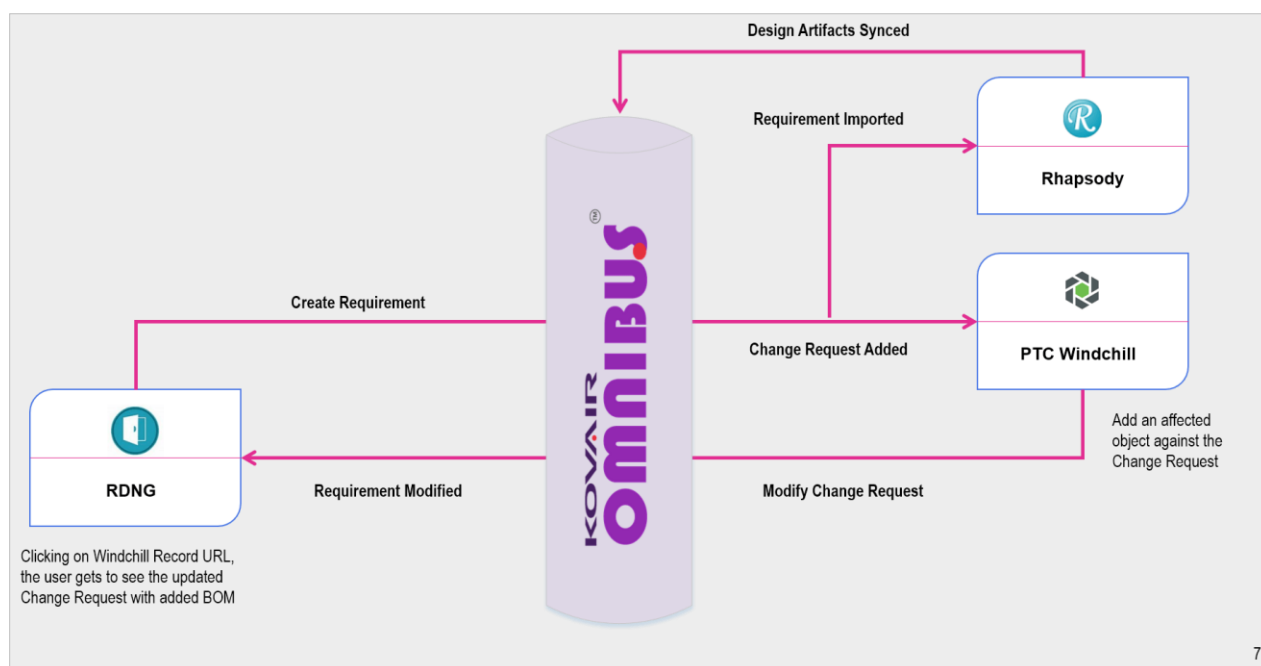 Design Artifacts Synced
Requirement Imported
R
Rhapsody
Create Requirement
Change Request Added
PTC Windchill
KOVAIR
OMNIBUS™
RDNG
Requirement Modified
Modify Change Request
Add an affected
object against the
Change Request
Clicking on Windchill Record URL,
the user gets to see the updated
Change Request with added BOM
7